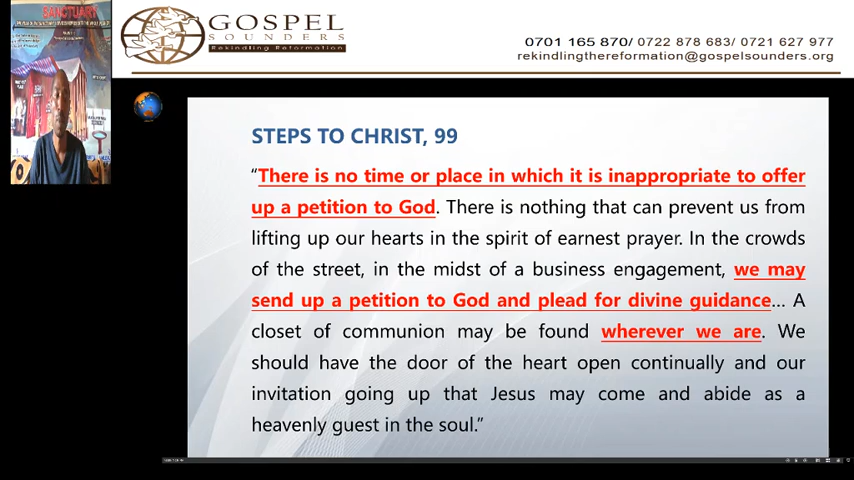 SANCTUARY
GOSPEL
SOUNDERS
Rekindling Reformation
0701 165 870/ 0722 878 683/ 0721 627 977
rekindlingthereformation@gospelsounders.org
STEPS TO CHRIST, 99
“There is no time or place in which it is inappropriate to offer
up a petition to God. There is nothing that can prevent us from
lifting up our hearts in the spirit of earnest prayer. In the crowds
of the street, in the midst of a business engagement, we may
send up a petition to God and plead for divine guidance... A
closet of communion may be found wherever we are. We
should have the door of the heart open continually and our
invitation going up that Jesus may come and abide as a
heavenly guest in the soul.”